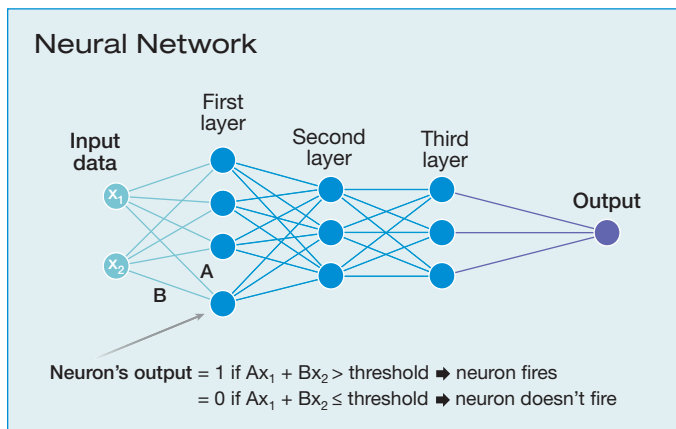 Neural Network
First
layer
Second
layer
Third
layer
Input
data
Output
x₁
x₂
A
B
Neuron's output = 1 if Ax₁ + Bx₂ > threshold ➡ neuron fires
= 0 if Ax₁ + Bx₂ ≤ threshold ➡ neuron doesn't fire